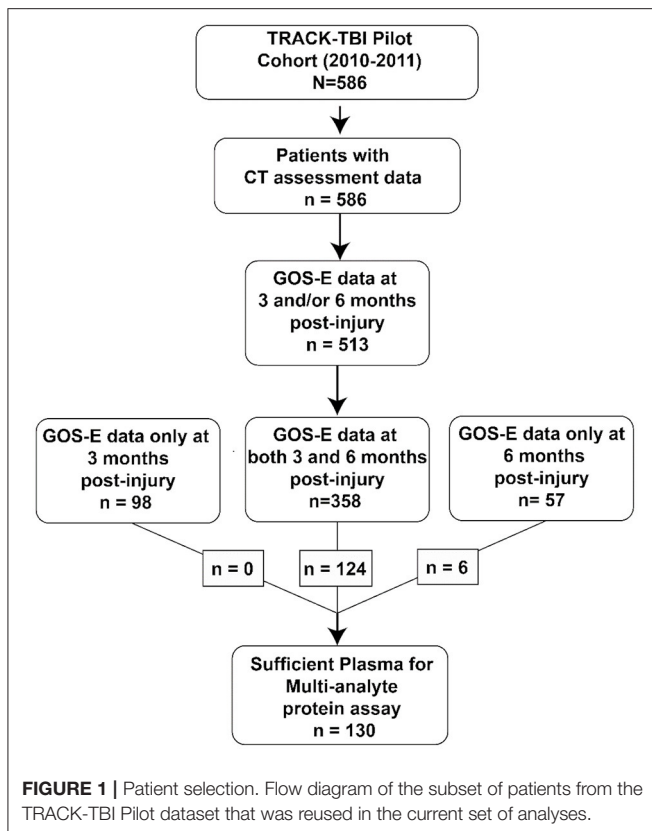 TRACK-TBI Pilot
Cohort (2010-2011)
N=586
Patients with
CT assessment data
n = 586
GOS-E data at
3 and/or 6 months
post-injury
n = 513
GOS-E data only at
3 months
post-injury
n = 98
GOS-E data at
both 3 and 6 months
post-injury
n=358
GOS-E data only at
6 months
post-injury
n= 57
n = 0
n = 124
n = 6
Sufficient Plasma for
Multi-analyte
protein assay
n = 130
FIGURE 1 | Patient selection. Flow diagram of the subset of patients from the
TRACK-TBI Pilot dataset that was reused in the current set of analyses.